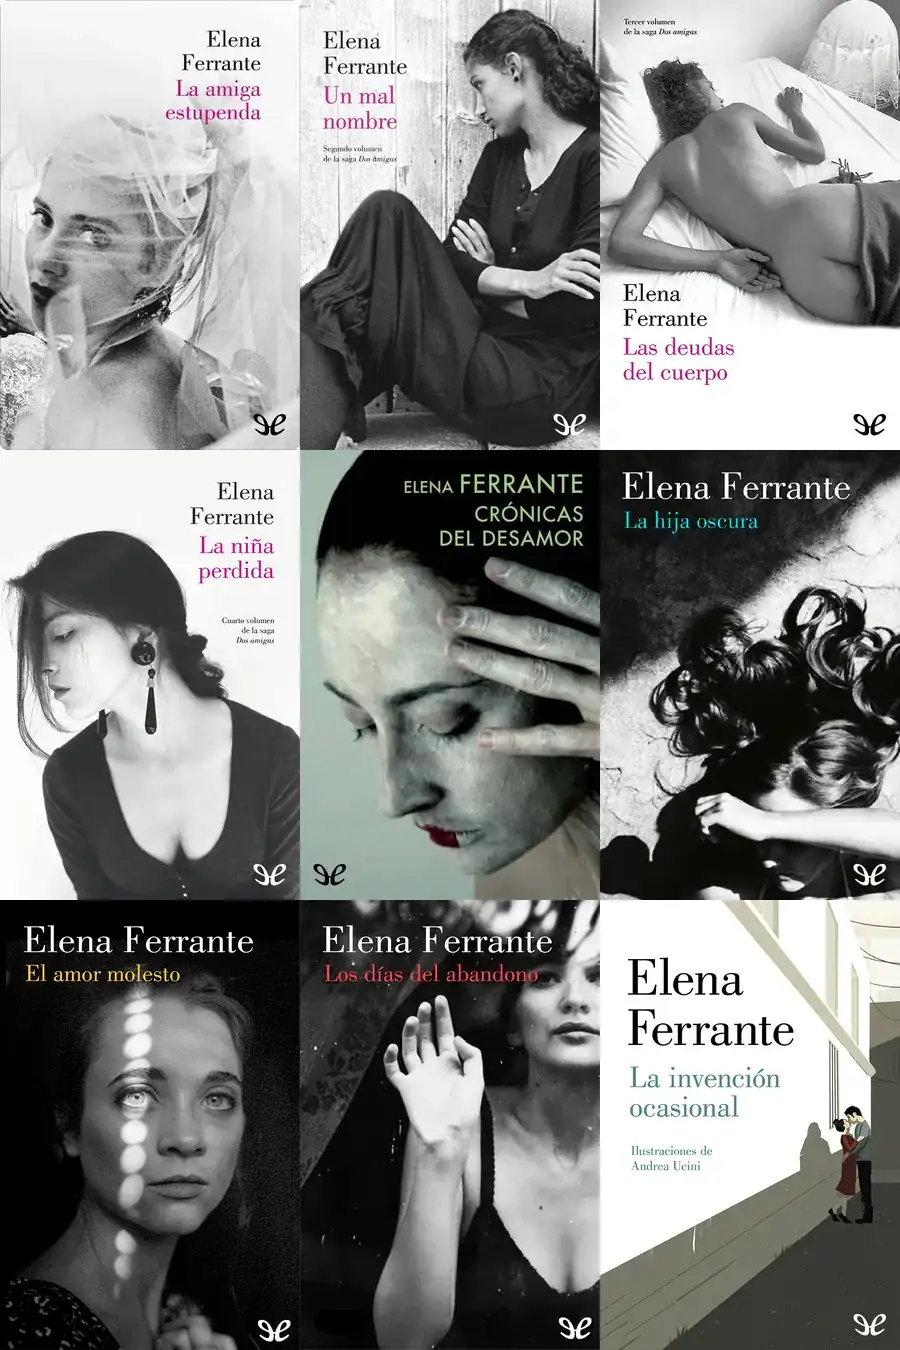 Elena
Ferrante
La amiga
estupenda
Elena
Ferrante
Un mal
nombre
Segundo volumen
de la saga Dos amigas
Tercer volumen
de la saga Dos amigas
Elena
Ferrante
Las deudas
del cuerpo
Elena
Ferrante
La niña
perdida
Cuarto volumen
de la saga
Dos amigas
ELENA FERRANTE
CRÓNICAS
DEL DESAMOR
Elena Ferrante
La hija oscura
Elena Ferrante
El amor molesto
Elena Ferrante
Los días del abandono
Elena
Ferrante
La invención
ocasional
Ilustraciones de
Andrea Ucini